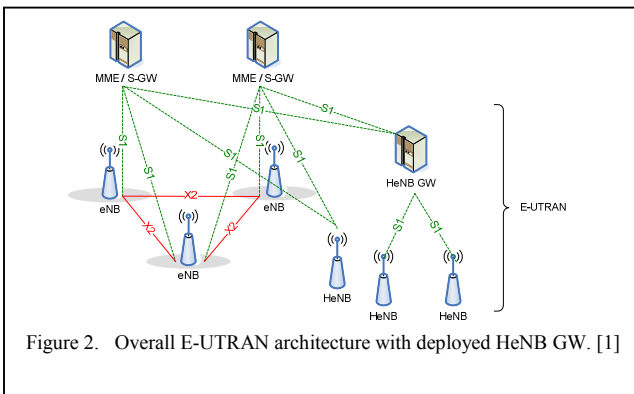 MME / S-GW
MME / S-GW
S1
S1
S1
S1
S1
S1
S1
S1
HeNB GW
E-UTRAN
eNB
X2
eNB
X2
X2
eNB
S1
S1
HeNB
HeNB
HeNB
Figure 2. Overall E-UTRAN architecture with deployed HeNB GW. [1]